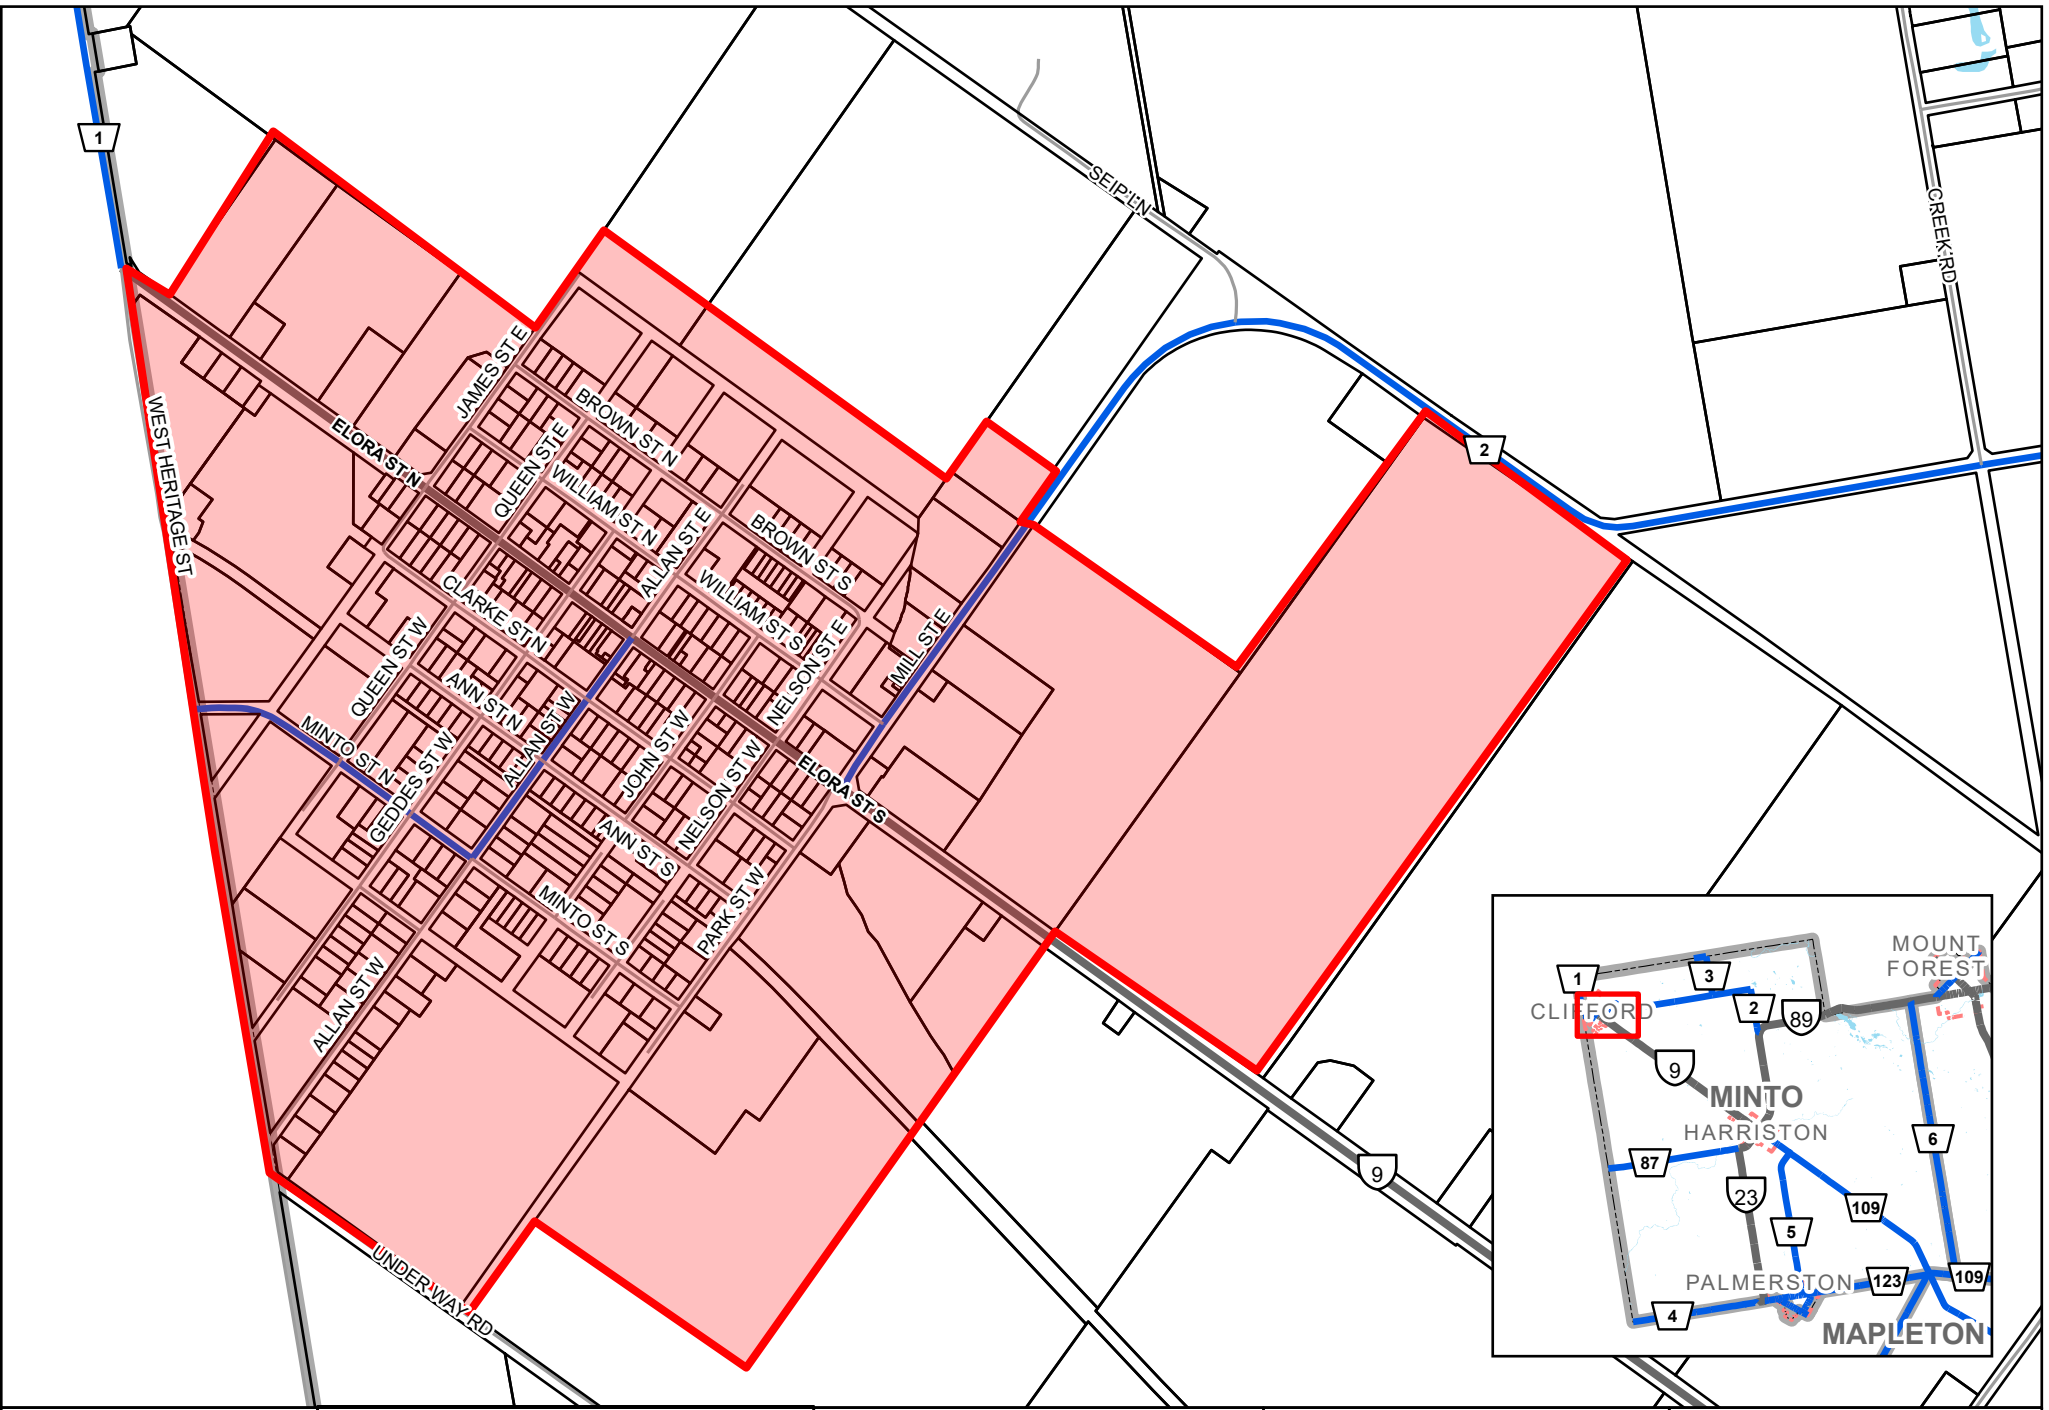 1
SEIP LN
CREEK RD
2
JAMES ST E
BROWN ST N
WEST HERITAGE ST
ELORA ST N
QUEEN ST E
WILLIAM ST N
ALLAN ST E
BROWN ST S
CLARKE ST N
WILLIAM ST S
NELSON ST E
MILL ST E
QUEEN ST W
ANN ST N
MINTO ST N
ALLAN ST W
GEDDES ST W
JOHN ST W
NELSON ST W
ELORA ST S
ANN ST S
MINTO ST S
PARK ST W
ALLAN ST W
UNDER WAY RD
9
MOUNT
FOREST
1
3
CLIFFORD
2
89
9
MINTO
HARRISTON
6
87
23
109
5
PALMERSTON
123
109
4
MAPLETON